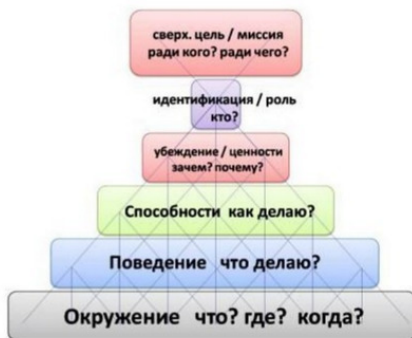 сверх. цель / миссия
ради кого? ради чего?
идентификация / роль
кто?
убеждение / ценности
зачем? почему?
Способности как делаю?
Поведение что делаю?
Окружение что? где? когда?